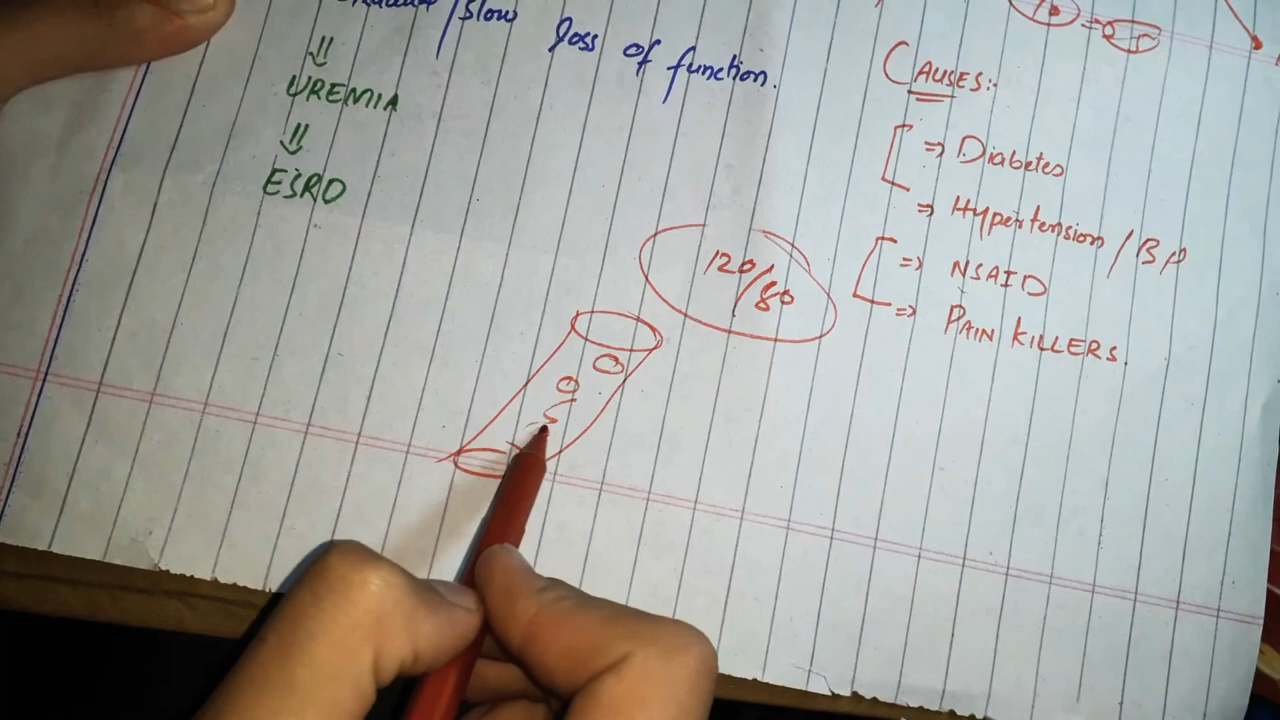 /Slow loss of function.
⇓
UREMIA
⇓
ESRD
CAUSES:-
⇒ Diabetes
⇒ Hypertension / BP
⇒ NSAID
⇒ PAIN KILLERS.
120/80